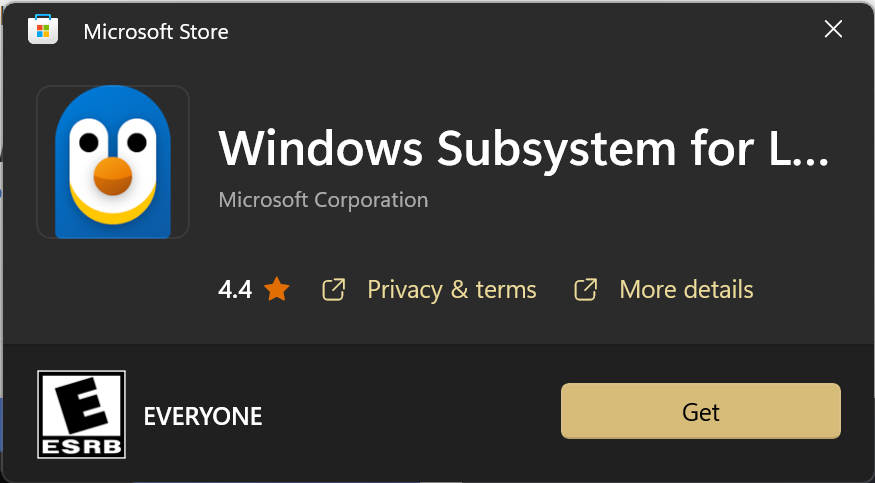 Microsoft Store
Windows Subsystem for L...
Microsoft Corporation
4.4 Privacy & terms More details
E
ESRB
EVERYONE
Get